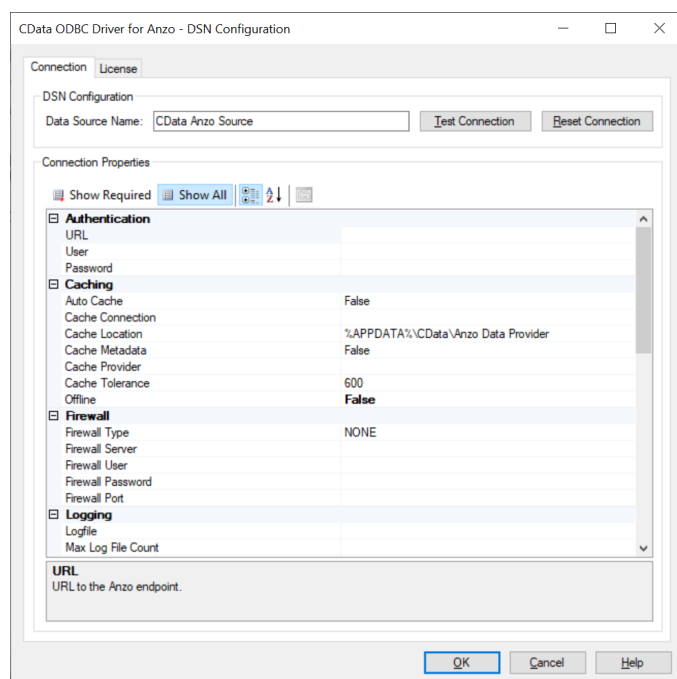 CData ODBC Driver for Anzo - DSN Configuration
Connection License
DSN Configuration
Data Source Name: CData Anzo Source Test Connection Reset Connection
Connection Properties
Show Required Show All
Authentication
URL
User
Password
Caching
Auto Cache False
Cache Connection
Cache Location %APPDATA%\CData\Anzo Data Provider
Cache Metadata False
Cache Provider
Cache Tolerance 600
Offline False
Firewall
Firewall Type NONE
Firewall Server
Firewall User
Firewall Password
Firewall Port
Logging
Logfile
Max Log File Count
URL
URL to the Anzo endpoint.
OK Cancel Help